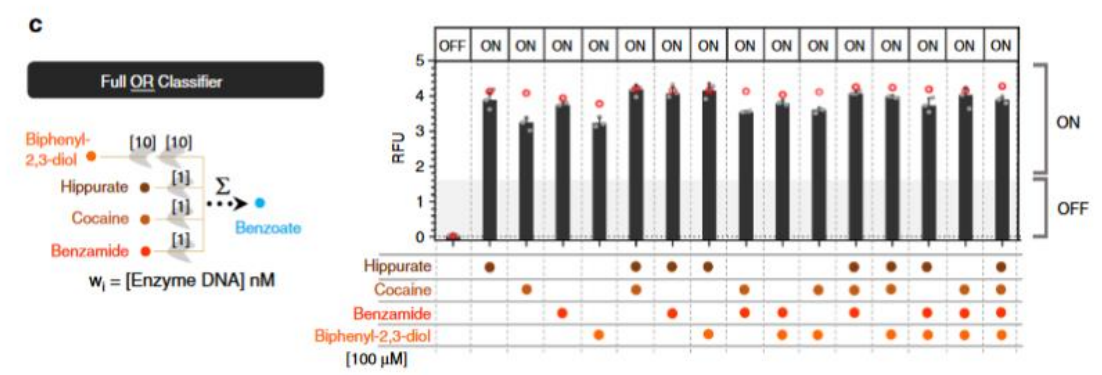 c
Full OR Classifier
Biphenyl-
2,3-diol
[10] [10]
Hippurate
[1]
Cocaine
[1]
Benzamide
[1]
Σ
Benzoate
wᵢ = [Enzyme DNA] nM
OFF ON ON ON ON ON ON ON ON ON ON ON ON ON ON ON
RFU
5
4
3
2
1
0
ON
OFF
Hippurate
Cocaine
Benzamide
Biphenyl-2,3-diol
[100 μM]